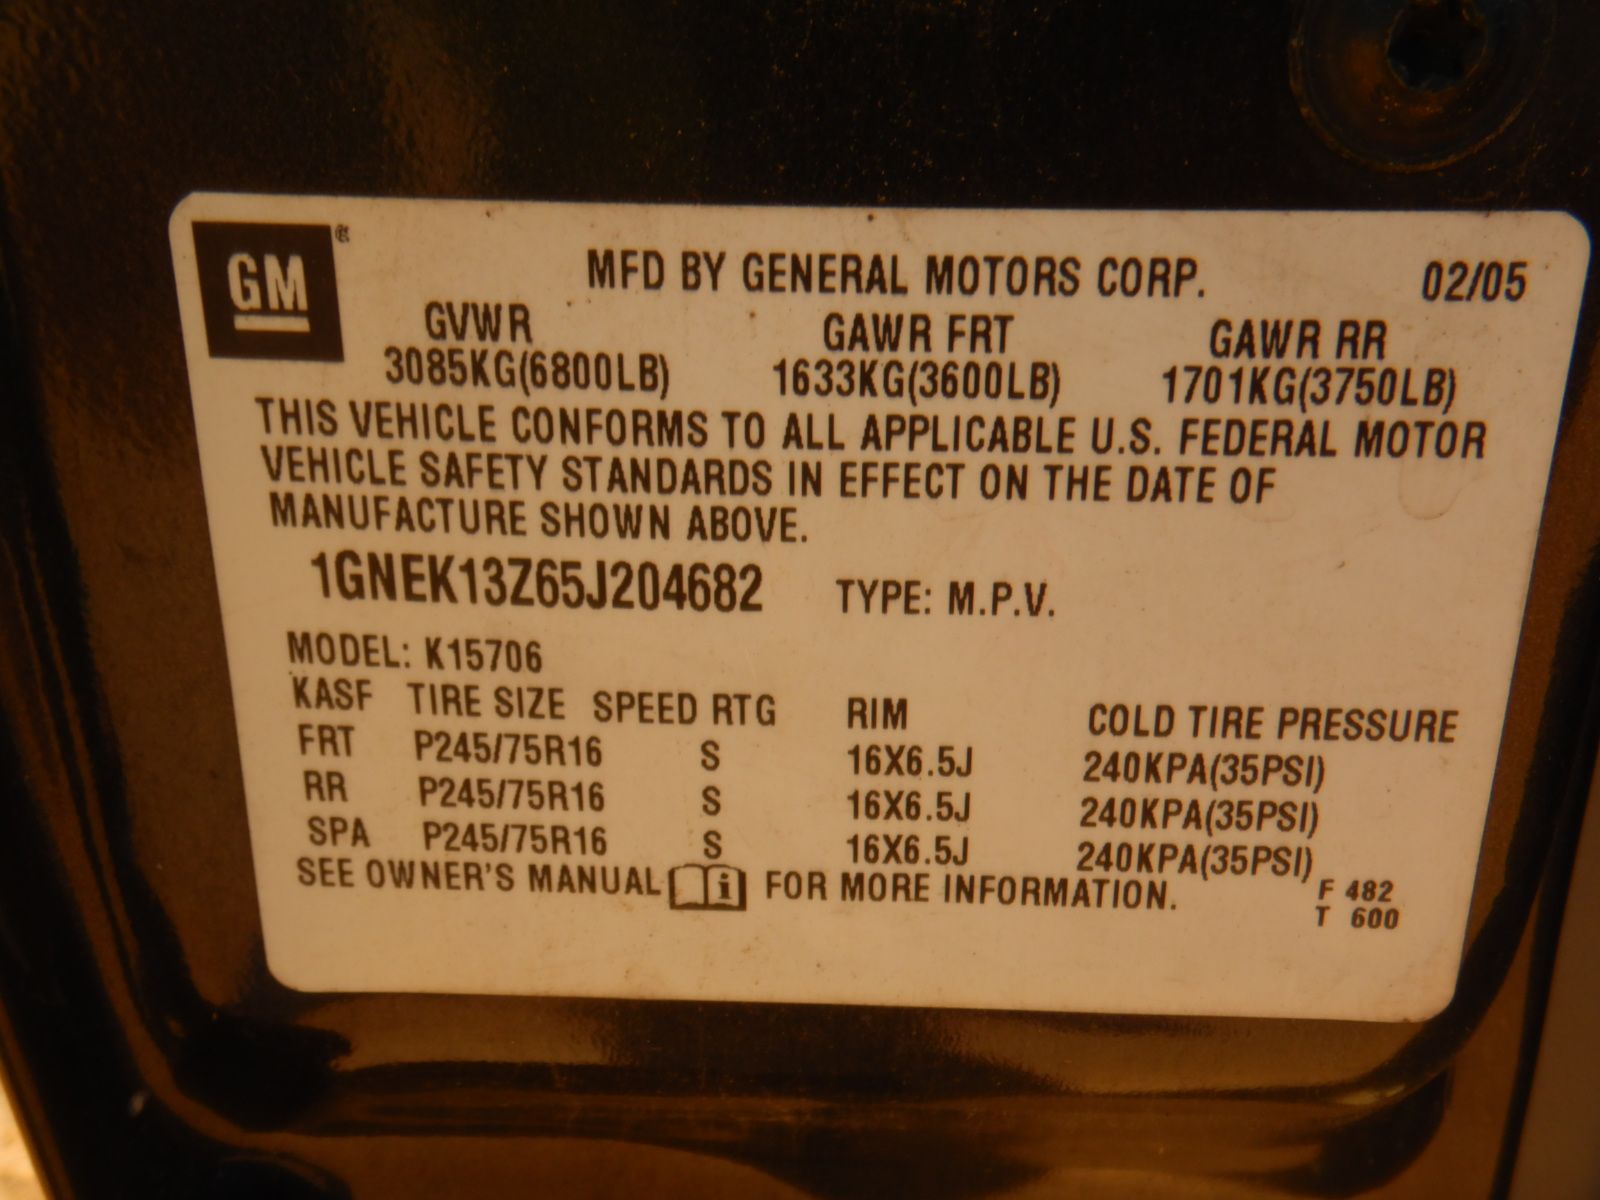 GM
MFD BY GENERAL MOTORS CORP. 02/05
GVWR GAWR FRT GAWR RR
3085KG(6800LB) 1633KG(3600LB) 1701KG(3750LB)
THIS VEHICLE CONFORMS TO ALL APPLICABLE U.S. FEDERAL MOTOR
VEHICLE SAFETY STANDARDS IN EFFECT ON THE DATE OF
MANUFACTURE SHOWN ABOVE.
1GNEK13Z65J204682 TYPE: M.P.V.
MODEL: K15706
KASF TIRE SIZE SPEED RTG RIM COLD TIRE PRESSURE
FRT P245/75R16 S 16X6.5J 240KPA(35PSI)
RR P245/75R16 S 16X6.5J 240KPA(35PSI)
SPA P245/75R16 S 16X6.5J 240KPA(35PSI)
SEE OWNER'S MANUAL i FOR MORE INFORMATION.
F 482
T 600